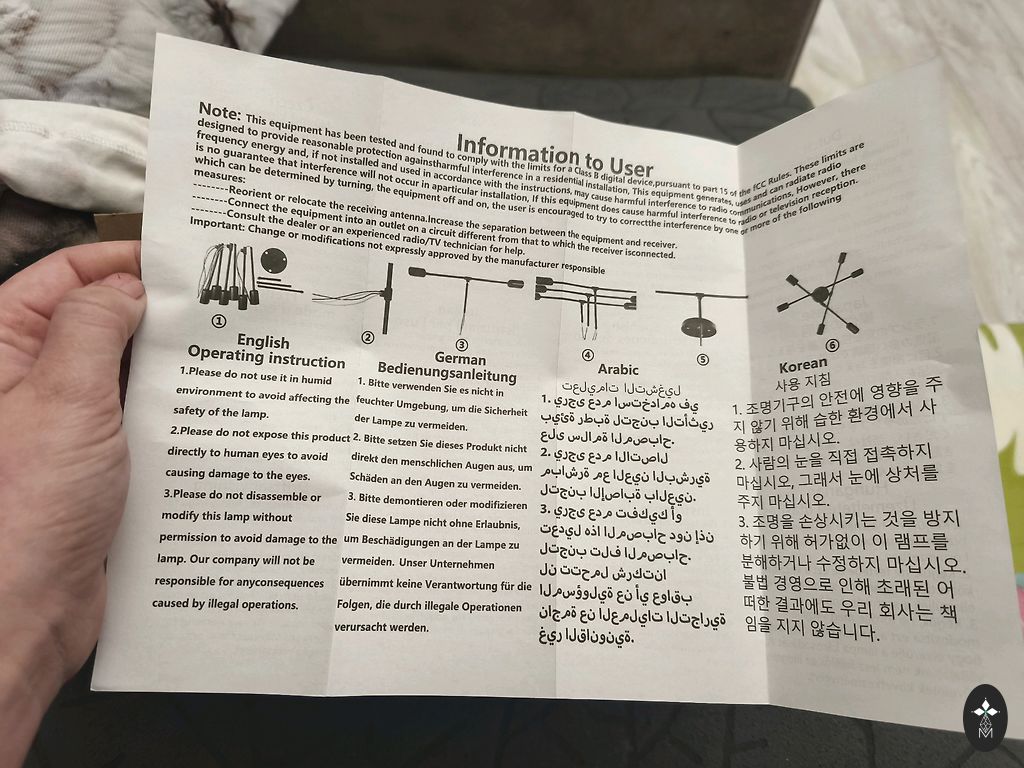 Information to User
Note: This equipment has been tested and found to comply with the limits for a Class B digital device,pursuant to part 15 of the fCC Rules. These limits are
designed to provide reasonable protection againstharmful interference in a residential installation, This equipment generates, uses and can radiate radio
frequency energy and, if not installed and used in accordance with the instructions, may cause harmful interference to radio communications, However, there
is no guarantee that interference will not occur in aparticular installation, If this equipment does cause harmful interference to radio or television reception.
which can be determined by turning, the equipment off and on, the user is encouraged to try to correctthe interference by one or more of the following
measures:
--------Reorient or relocate the receiving antenna.Increase the separation between the equipment and receiver.
--------Connect the equipment into an outlet on a circuit different from that to which the receiver isconnected.
--------Consult the dealer or an experienced radio/TV technician for help.
Important: Change or modifications not expressly approved by the manufacturer responsible
① ② ③ ④ ⑤ ⑥
English
Operating instruction
1.Please do not use it in humid
environment to avoid affecting the
safety of the lamp.
2.Please do not expose this product
directly to human eyes to avoid
causing damage to the eyes.
3.Please do not disassemble or
modify this lamp without
permission to avoid damage to the
lamp. Our company will not be
responsible for anyconsequences
caused by illegal operations.
German
Bedienungsanleitung
1. Bitte verwenden Sie es nicht in
feuchter Umgebung, um die Sicherheit
der Lampe zu vermeiden.
2. Bitte setzen Sie dieses Produkt nicht
direkt den menschlichen Augen aus, um
Schäden an den Augen zu vermeiden.
3. Bitte demontieren oder modifizieren
Sie diese Lampe nicht ohne Erlaubnis,
um Beschädigungen an der Lampe zu
vermeiden. Unser Unternehmen
übernimmt keine Verantwortung für die
Folgen, die durch illegale Operationen
verursacht werden.
Arabic
تعليمات التشغيل
1. يرجى عدم استخدامه في
بيئة رطبة لتجنب التأثير
على سلامة المصباح.
2. يرجى عدم الاتصال
مباشرة مع العين البشرية
لتجنب الإصابة بالعين.
3. يرجى عدم تفكيك أو
تعديل هذا المصباح دون إذن
لتجنب تلف المصباح.
لن تتحمل شركتنا
المسؤولية عن أي عواقب
ناجمة عن العمليات التجارية
غير القانونية.
Korean
사용 지침
1. 조명기구의 안전에 영향을 주
지 않기 위해 습한 환경에서 사
용하지 마십시오.
2. 사람의 눈을 직접 접촉하지
마십시오, 그래서 눈에 상처를
주지 마십시오.
3. 조명을 손상시키는 것을 방지
하기 위해 허가없이 이 램프를
분해하거나 수정하지 마십시오.
불법 경영으로 인해 초래된 어
떠한 결과에도 우리 회사는 책
임을 지지 않습니다.
M